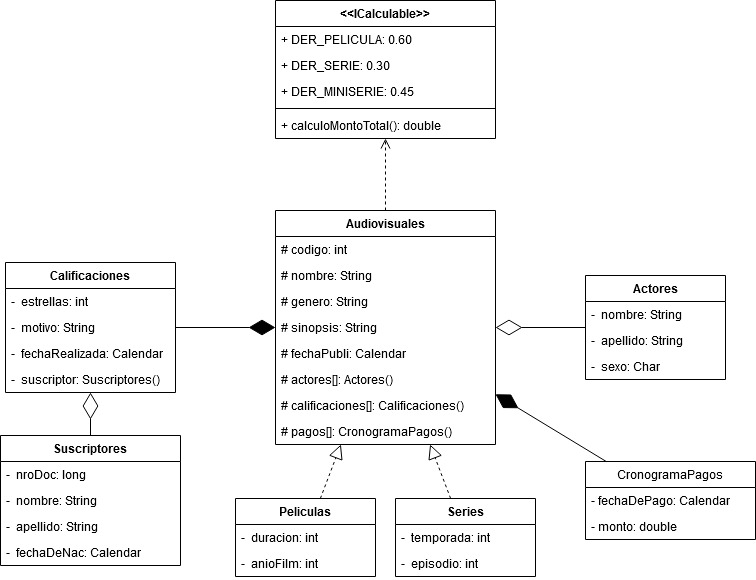 <<ICalculable>>
+ DER_PELICULA: 0.60
+ DER_SERIE: 0.30
+ DER_MINISERIE: 0.45
+ calculoMontoTotal(): double
Audiovisuales
# codigo: int
# nombre: String
# genero: String
# sinopsis: String
# fechaPubli: Calendar
# actores[]: Actores()
# calificaciones[]: Calificaciones()
# pagos[]: CronogramaPagos()
Calificaciones
- estrellas: int
- motivo: String
- fechaRealizada: Calendar
- suscriptor: Suscriptores()
Actores
- nombre: String
- apellido: String
- sexo: Char
Suscriptores
- nroDoc: long
- nombre: String
- apellido: String
- fechaDeNac: Calendar
CronogramaPagos
- fechaDePago: Calendar
- monto: double
Peliculas
- duracion: int
- anioFilm: int
Series
- temporada: int
- episodio: int